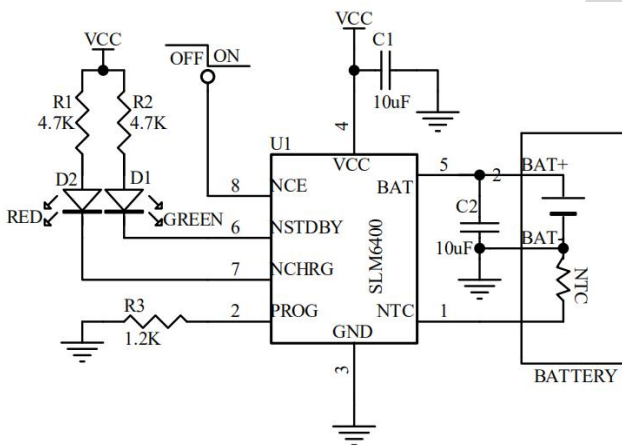 VCC
VCC
C1
10uF
OFF
ON
R1
4.7K
R2
4.7K
U1
4
VCC
D2
D1
RED
GREEN
8
NCE
6
NSTDBY
7
NCHRG
2
PROG
SLM6400
BAT
5
2
BAT+
C2
10uF
BAT-
NTC
NTC
1
R3
1.2K
GND
3
BATTERY